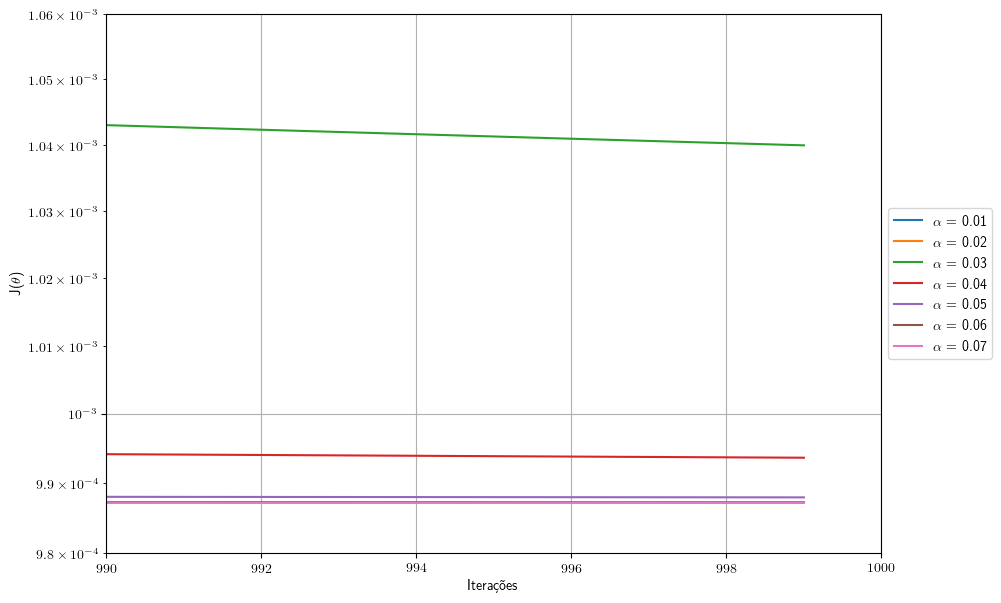 1.06 × 10⁻³
1.05 × 10⁻³
1.04 × 10⁻³
1.03 × 10⁻³
1.02 × 10⁻³
1.01 × 10⁻³
10⁻³
9.9 × 10⁻⁴
9.8 × 10⁻⁴
J(θ)
990 992 994 996 998 1000
Iterações
α = 0.01
α = 0.02
α = 0.03
α = 0.04
α = 0.05
α = 0.06
α = 0.07